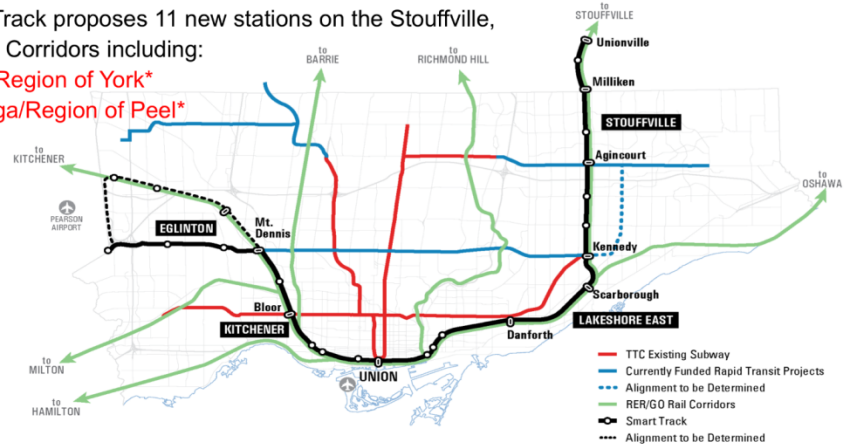 Track proposes 11 new stations on the Stouffville,
Corridors including:
Region of York*
ga/Region of Peel*
to
STOUFFVILLE
Unionville
to
BARRIE
to
RICHMOND HILL
Milliken
STOUFFVILLE
to
KITCHENER
Agincourt
to
OSHAWA
PEARSON
AIRPORT
EGLINTON
Mt.
Dennis
Kennedy
Scarborough
Bloor
KITCHENER
LAKESHORE EAST
Danforth
to
MILTON
UNION
to
HAMILTON
TTC Existing Subway
Currently Funded Rapid Transit Projects
Alignment to be Determined
RER/GO Rail Corridors
Smart Track
Alignment to be Determined